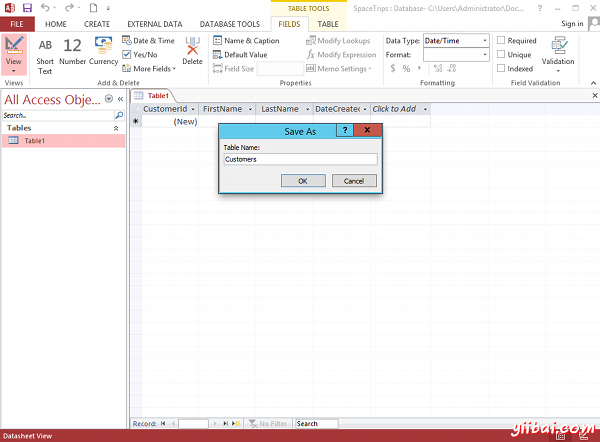 TABLE TOOLS
SpaceTrips : Database- C:\Users\Administrator\Doc...
FILE HOME CREATE EXTERNAL DATA DATABASE TOOLS FIELDS TABLE Sign in
View
Views
AB
Short Text
12
Number
Currency
Date & Time
Yes/No
More Fields
Delete
Add & Delete
Name & Caption
Default Value
Field Size
Modify Lookups
Modify Expression
Memo Settings
ab
Properties
Data Type: Date/Time
Format:
$ % ,
Formatting
Required
Unique
Indexed
Validation
Field Validation
All Access Obje...
Search...
Tables
Table1
Table1
CustomerId FirstName LastName DateCreated Click to Add
(New)
Save As
Table Name:
Customers
OK Cancel
Record: No Filter Search
Datasheet View
yiibai.com